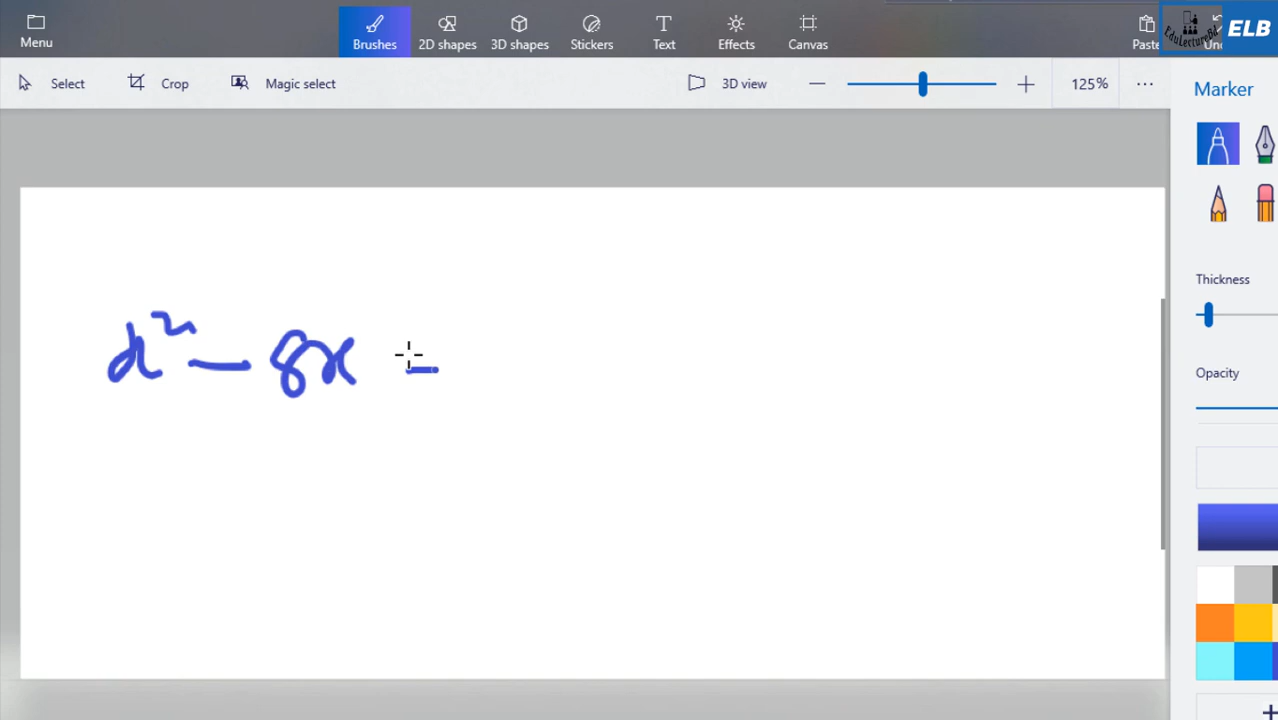 Menu
Brushes 2D shapes 3D shapes Stickers Text Effects Canvas Paste
EduLectureBd ELB
Select Crop Magic select 3D view 125% ...
Marker
x² - 8x -
Thickness
Opacity